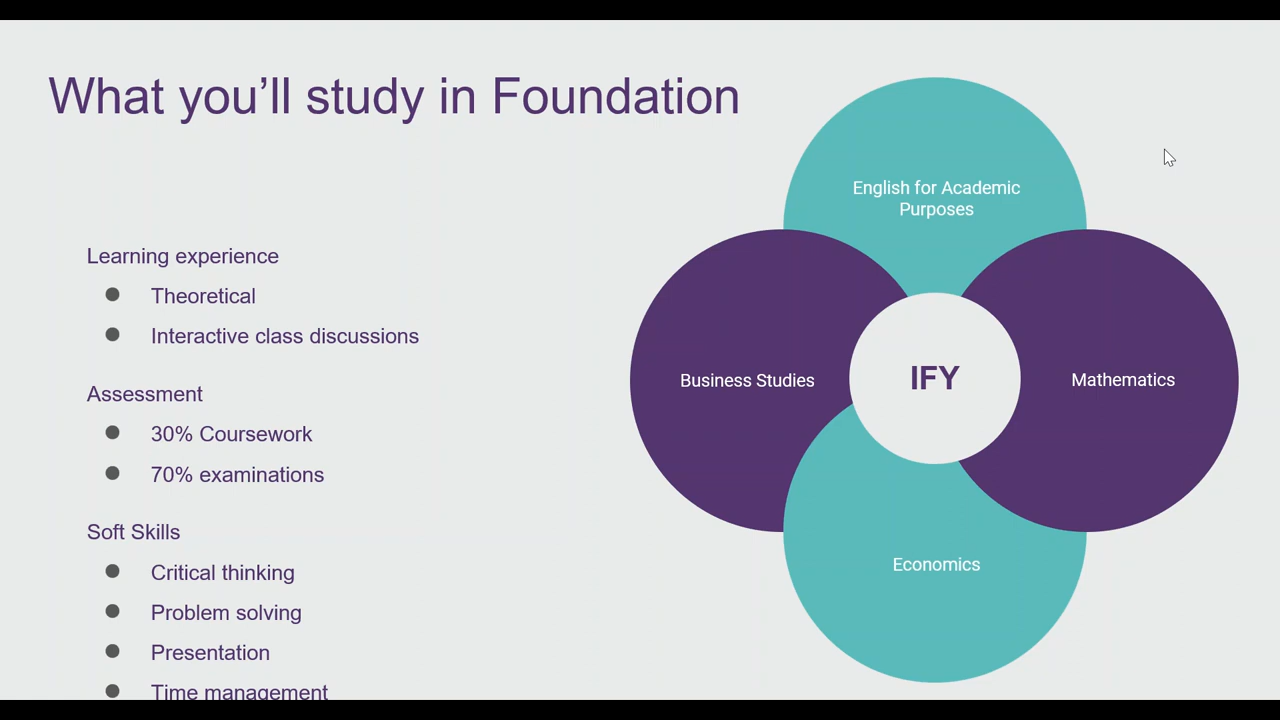 What you’ll study in Foundation
Learning experience
Theoretical
Interactive class discussions
Assessment
30% Coursework
70% examinations
Soft Skills
Critical thinking
Problem solving
Presentation
Time management
English for Academic
Purposes
Business Studies
IFY
Mathematics
Economics